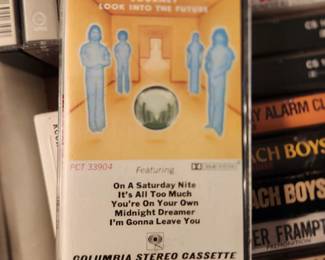 LOOK INTO THE FUTURE
PCT 33904
Featuring
On A Saturday Nite
It's All Too Much
You're On Your Own
Midnight Dreamer
I'm Gonna Leave You
COLUMBIA STEREO CASSETTE
Y ALARM CL
ACH BOYS
ACH BOYS
ER FRAMPT